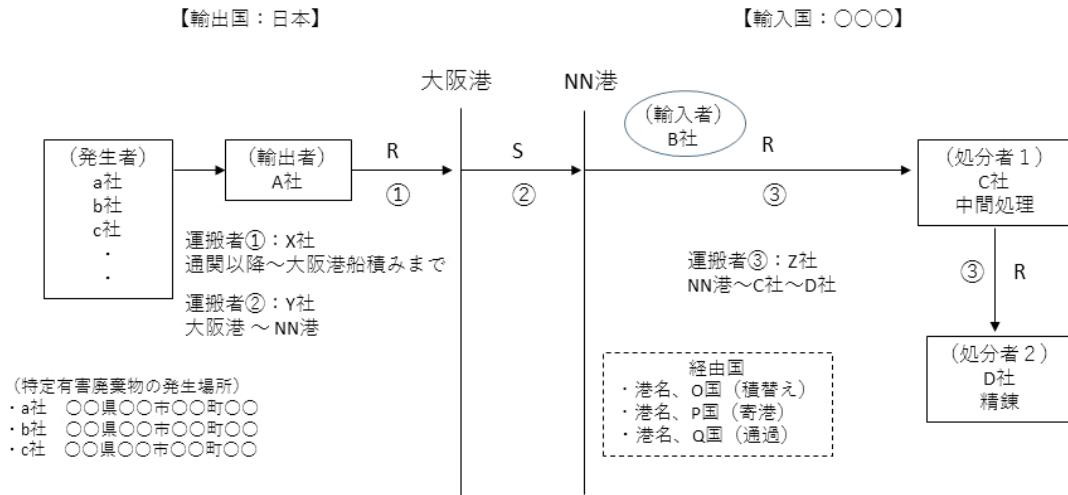 【輸出国：日本】
【輸入国：○○○】
大阪港
NN港
（発生者）
a社
b社
c社
・
・
（輸出者）
A社
R
①
S
②
（輸入者）
B社
R
③
（処分者１）
C社
中間処理
運搬者①：X社
通関以降～大阪港船積みまで
運搬者②：Y社
大阪港 ～ NN港
運搬者③：Z社
NN港～C社～D社
③ R
（処分者２）
D社
精錬
経由国
・港名、O国（積替え）
・港名、P国（寄港）
・港名、Q国（通過）
（特定有害廃棄物の発生場所）
・a社　○○県○○市○○町○○
・b社　○○県○○市○○町○○
・c社　○○県○○市○○町○○